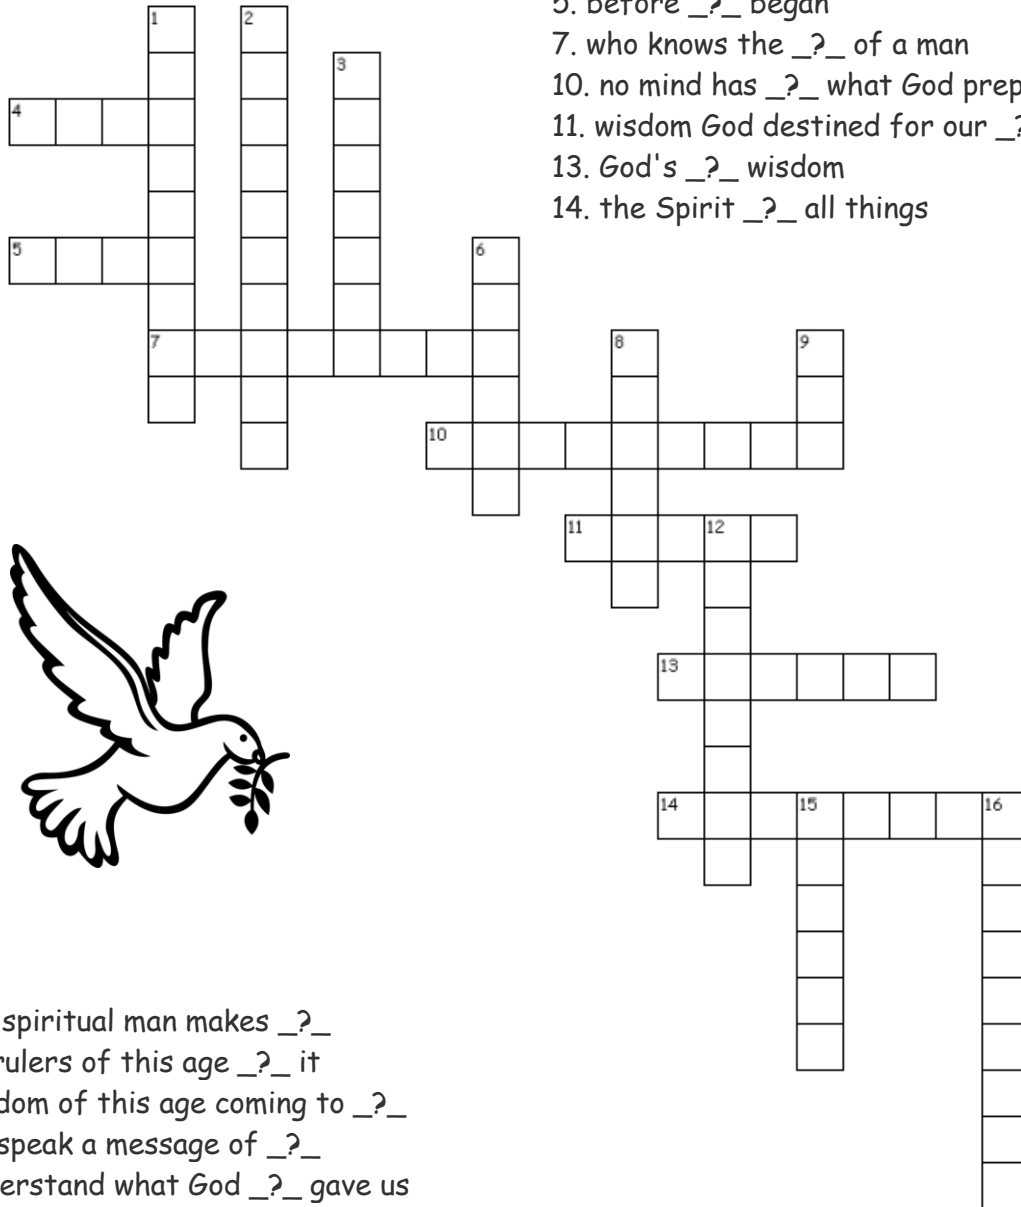 5. before _?_ began
7. who knows the _?_ of a man
10. no mind has _?_ what God prep
11. wisdom God destined for our _?
13. God's _?_ wisdom
14. the Spirit _?_ all things
1
2
3
4
5
6
7
8
9
10
11
12
13
14
15
16
spiritual man makes _?_
rulers of this age _?_ it
dom of this age coming to _?_
speak a message of _?_
erstand what God _?_ gave us